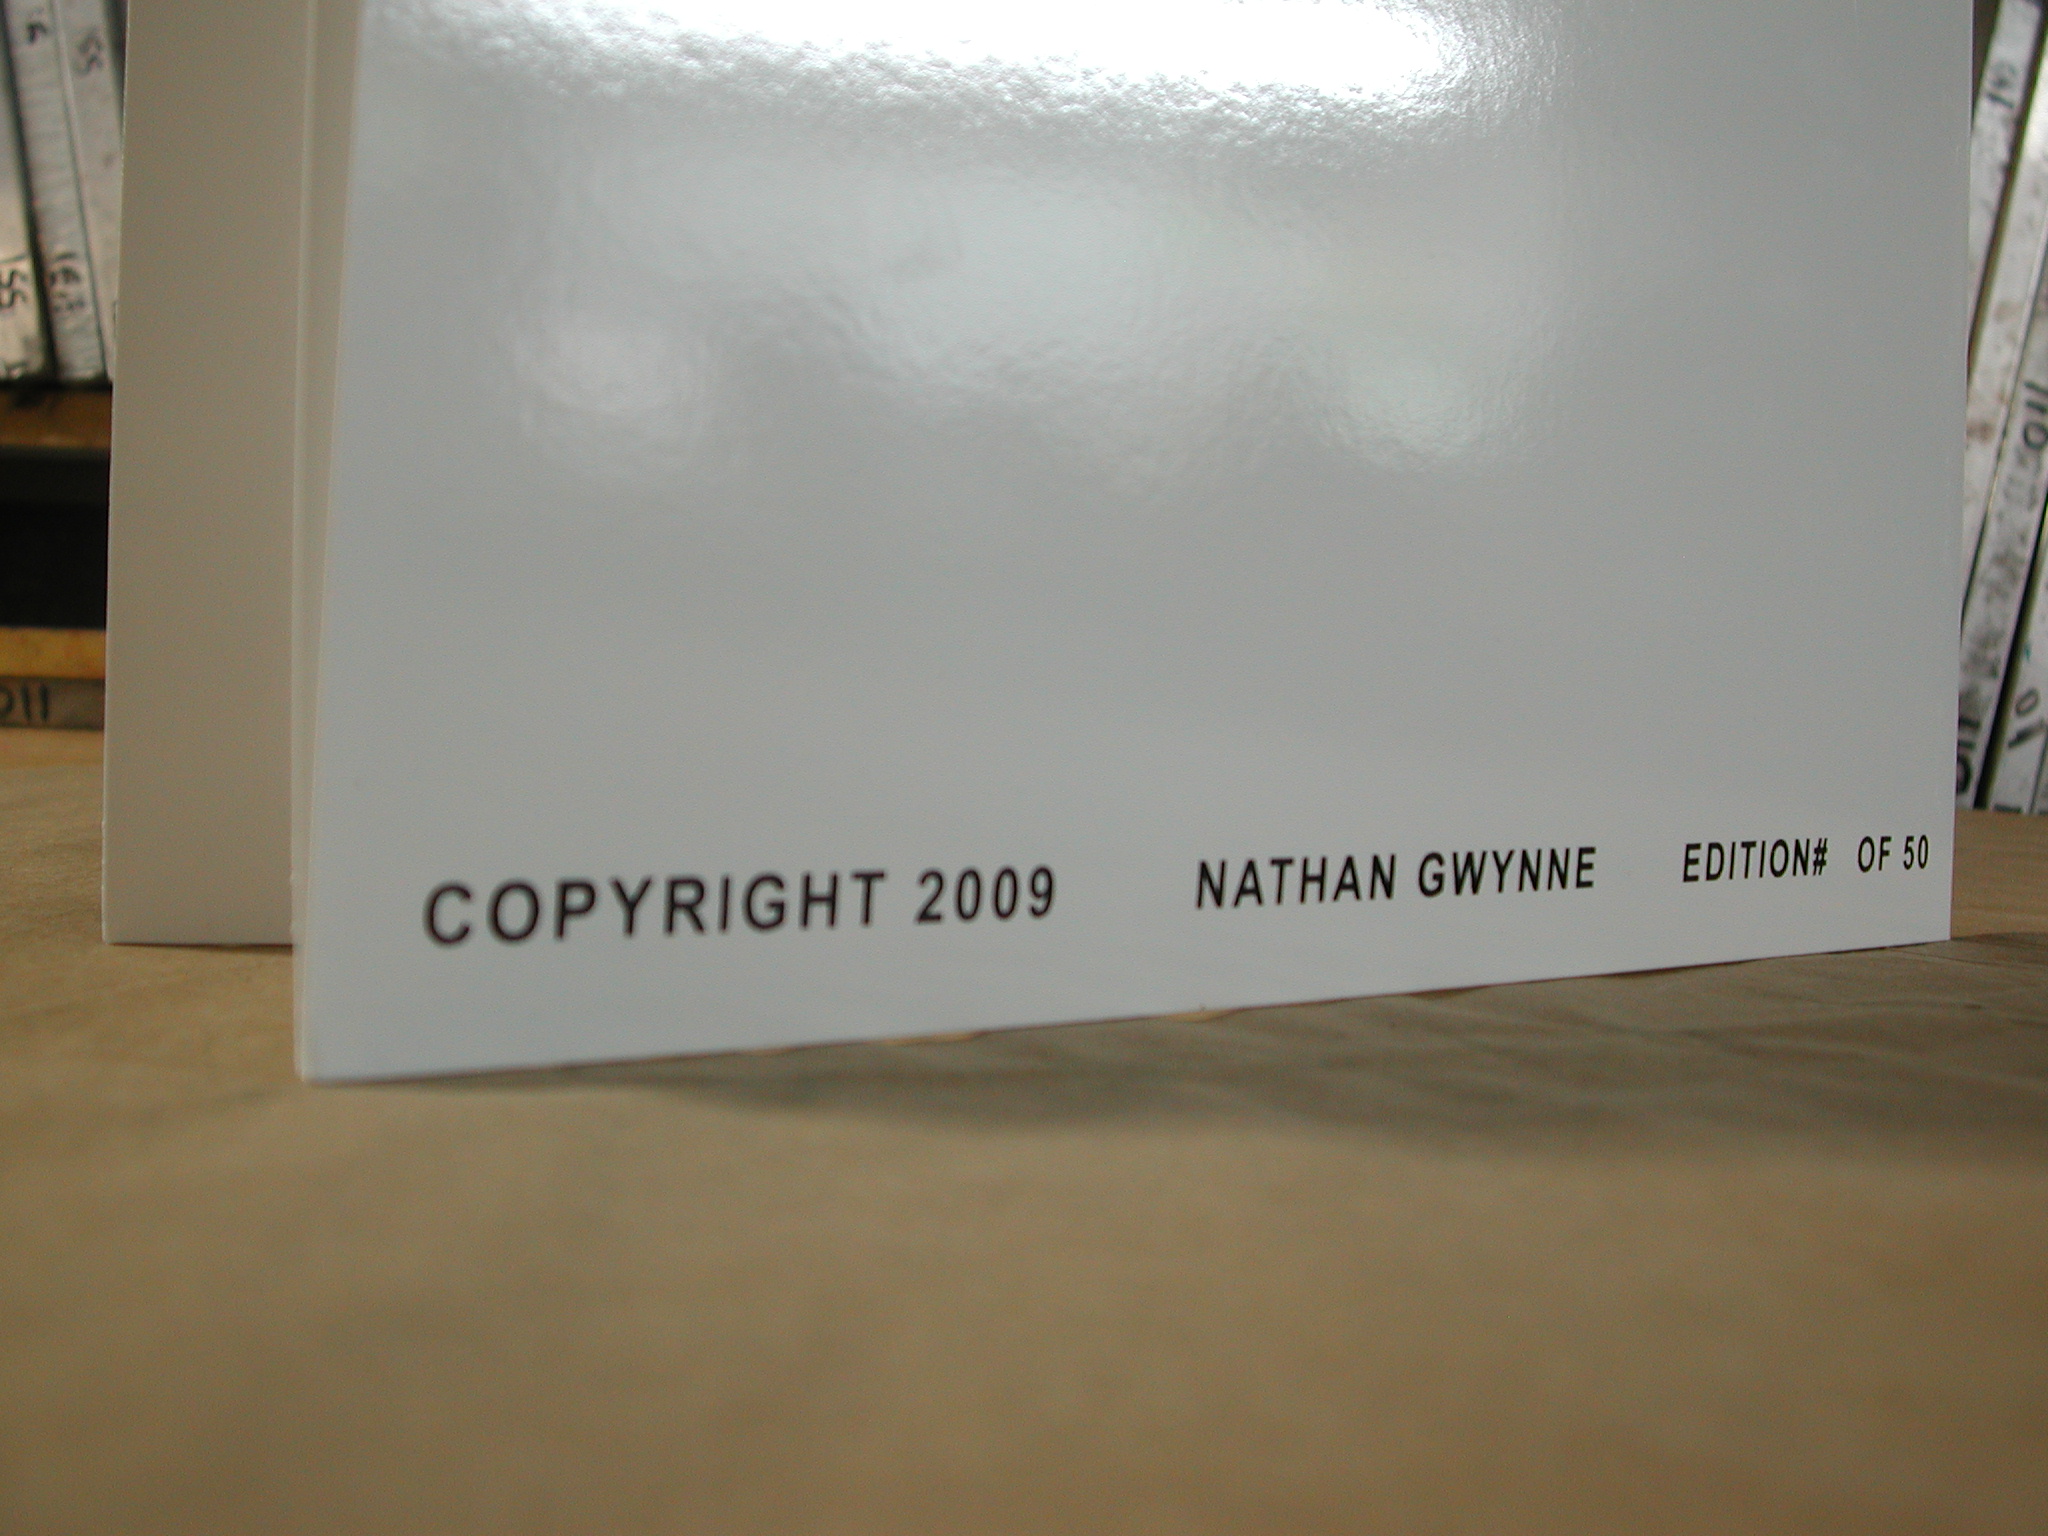 COPYRIGHT 2009 NATHAN GWYNNE EDITION# OF 50